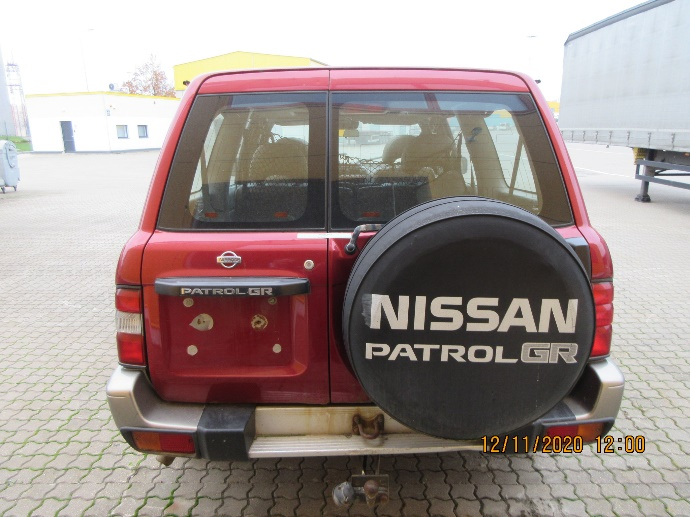 PATROL GR
NISSAN
PATROL GR
12/11/2020 12:00